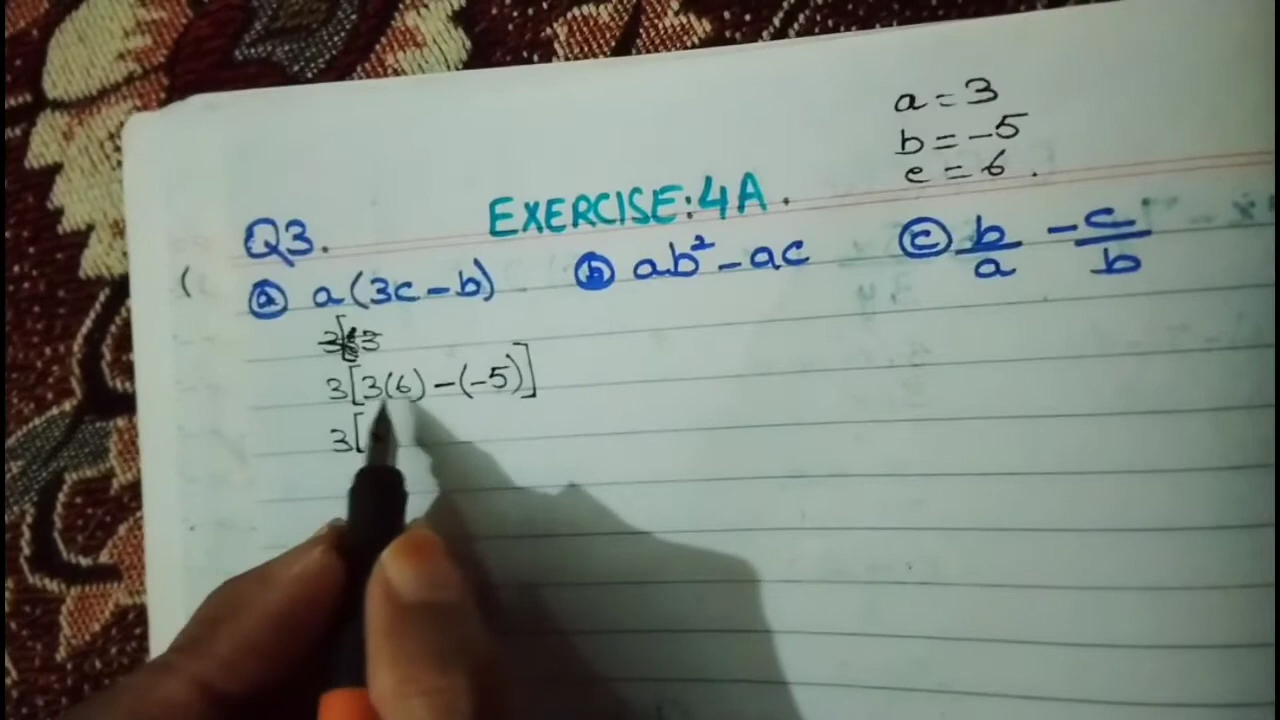 a = 3
b = -5
c = 6 .
EXERCISE: 4A .
Q3.
(
ⓐ a(3c - b) ⓑ ab² - ac ⓒ b/a - c/b
3[3(6) - (-5)]
3[